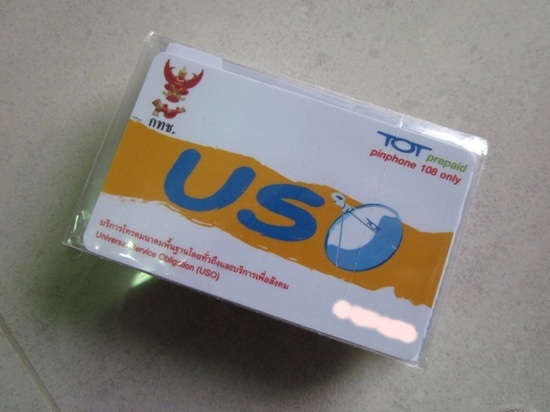 กทช.
TOT prepaid
pinphone 108 only
USO
TOT
บริการโทรคมนาคมพื้นฐานโดยทั่วถึงและบริการเพื่อสังคม
Universal Service Obligation (USO)